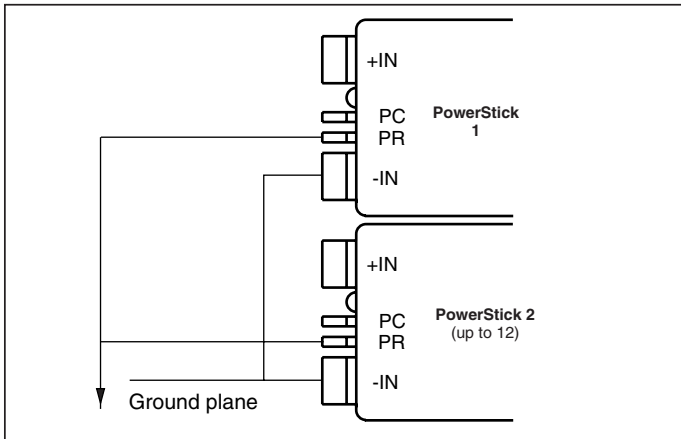 +IN
PC
PR
-IN
PowerStick
1
+IN
PC
PR
-IN
PowerStick 2
(up to 12)
Ground plane